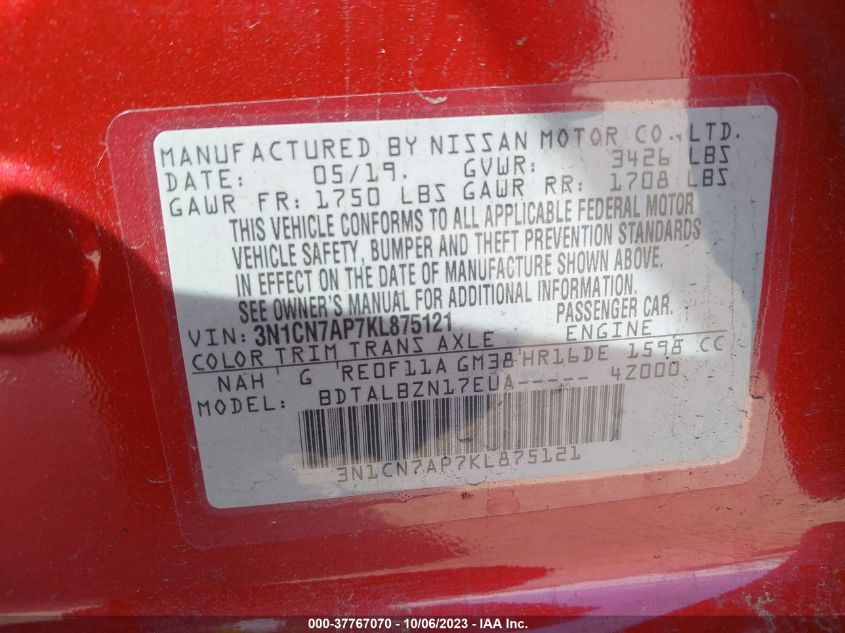 MANUFACTURED BY NISSAN MOTOR CO.,LTD.
DATE: 05/19. GVWR: 3426 LBS
GAWR FR: 1750 LBS GAWR RR: 1708 LBS
THIS VEHICLE CONFORMS TO ALL APPLICABLE FEDERAL MOTOR
VEHICLE SAFETY, BUMPER AND THEFT PREVENTION STANDARDS
IN EFFECT ON THE DATE OF MANUFACTURE SHOWN ABOVE.
SEE OWNER'S MANUAL FOR ADDITIONAL INFORMATION.
VIN: 3N1CN7AP7KL875121 PASSENGER CAR.
COLOR TRIM TRANS AXLE ENGINE
NAH ' G 'RE0F11A GM38'HR16DE 1598 CC
MODEL: BDTALBZN17EUA----- 4Z000
3N1CN7AP7KL875121
000-37767070 - 10/06/2023 - IAA Inc.